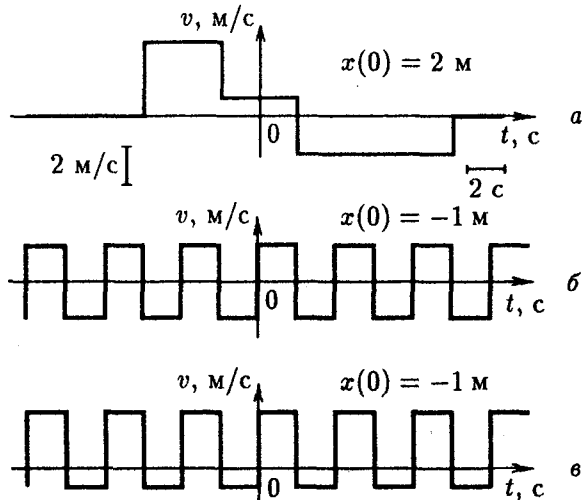 v, м/с
x(0) = 2 м
0
t, с
а
2 м/с
2 с
v, м/с
x(0) = −1 м
0
t, с
б
v, м/с
x(0) = −1 м
0
t, с
в